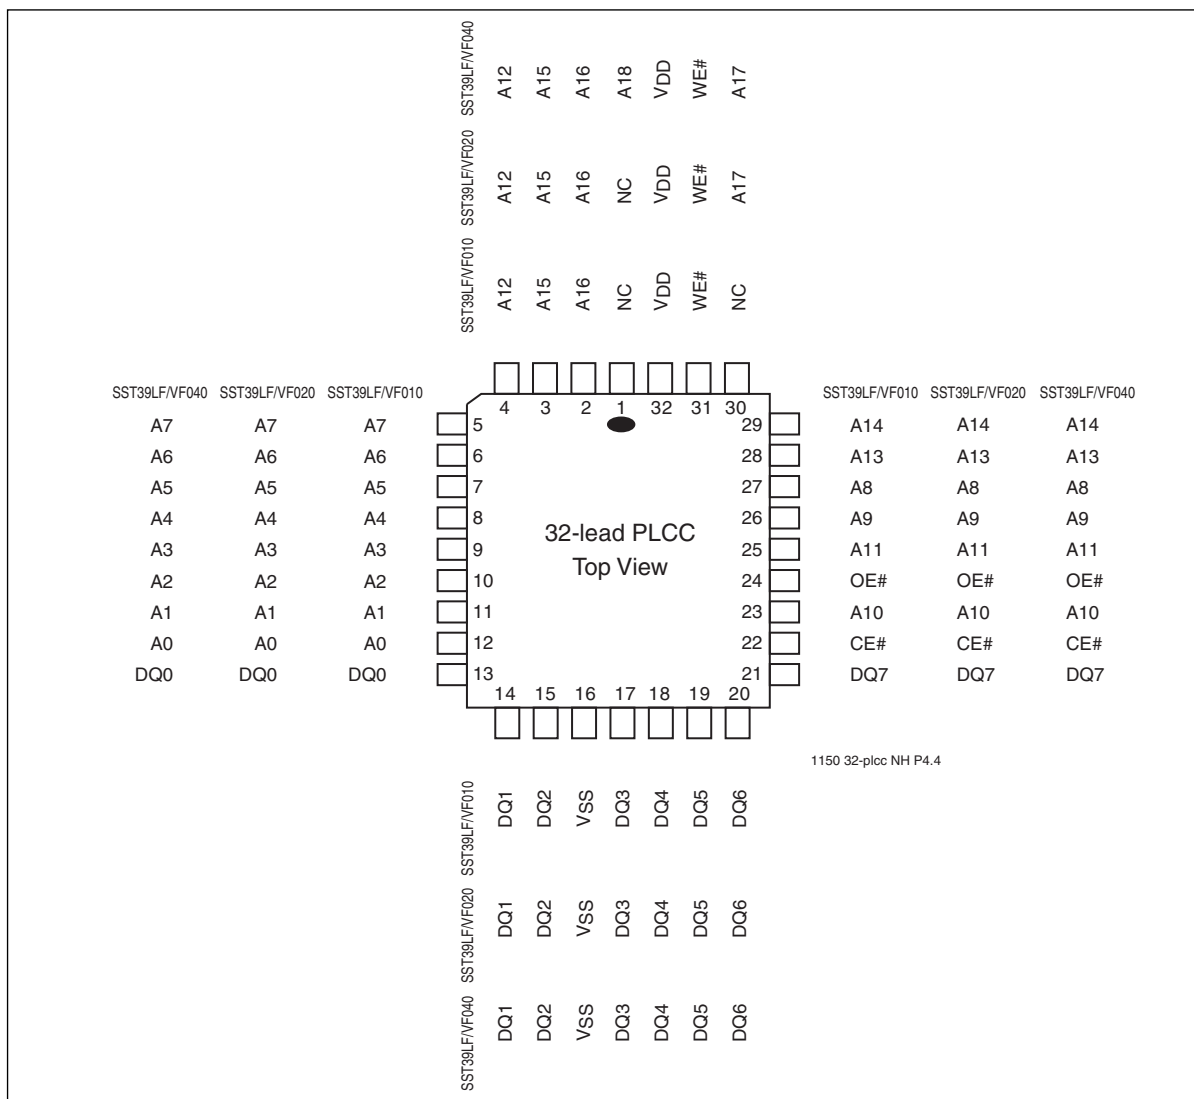 SST39LF/VF040 A12 A15 A16 A18 VDD WE# A17
SST39LF/VF020 A12 A15 A16 NC VDD WE# A17
SST39LF/VF010 A12 A15 A16 NC VDD WE# NC
SST39LF/VF040 SST39LF/VF020 SST39LF/VF010 SST39LF/VF010 SST39LF/VF020 SST39LF/VF040
4 3 2 1 32 31 30
A7 A7 A7 5 29 A14 A14 A14
A6 A6 A6 6 28 A13 A13 A13
A5 A5 A5 7 27 A8 A8 A8
A4 A4 A4 8 26 A9 A9 A9
32-lead PLCC
A3 A3 A3 9 25 A11 A11 A11
Top View
A2 A2 A2 10 24 OE# OE# OE#
A1 A1 A1 11 23 A10 A10 A10
A0 A0 A0 12 22 CE# CE# CE#
DQ0 DQ0 DQ0 13 21 DQ7 DQ7 DQ7
14 15 16 17 18 19 20
1150 32-plcc NH P4.4
SST39LF/VF010 DQ1 DQ2 VSS DQ3 DQ4 DQ5 DQ6
SST39LF/VF020 DQ1 DQ2 VSS DQ3 DQ4 DQ5 DQ6
SST39LF/VF040 DQ1 DQ2 VSS DQ3 DQ4 DQ5 DQ6